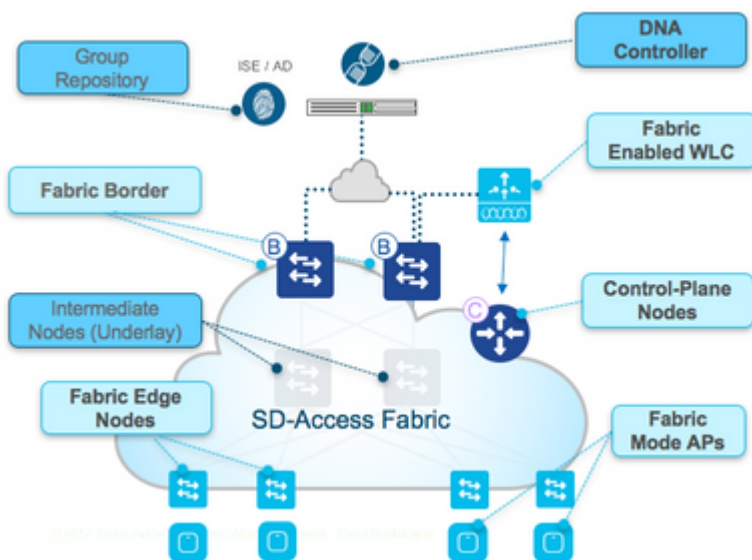 Group
Repository
ISE / AD
DNA
Controller
Fabric
Enabled WLC
Fabric Border
B
B
Intermediate
Nodes (Underlay)
C
Control-Plane
Nodes
Fabric Edge
Nodes
SD-Access Fabric
Fabric
Mode APs